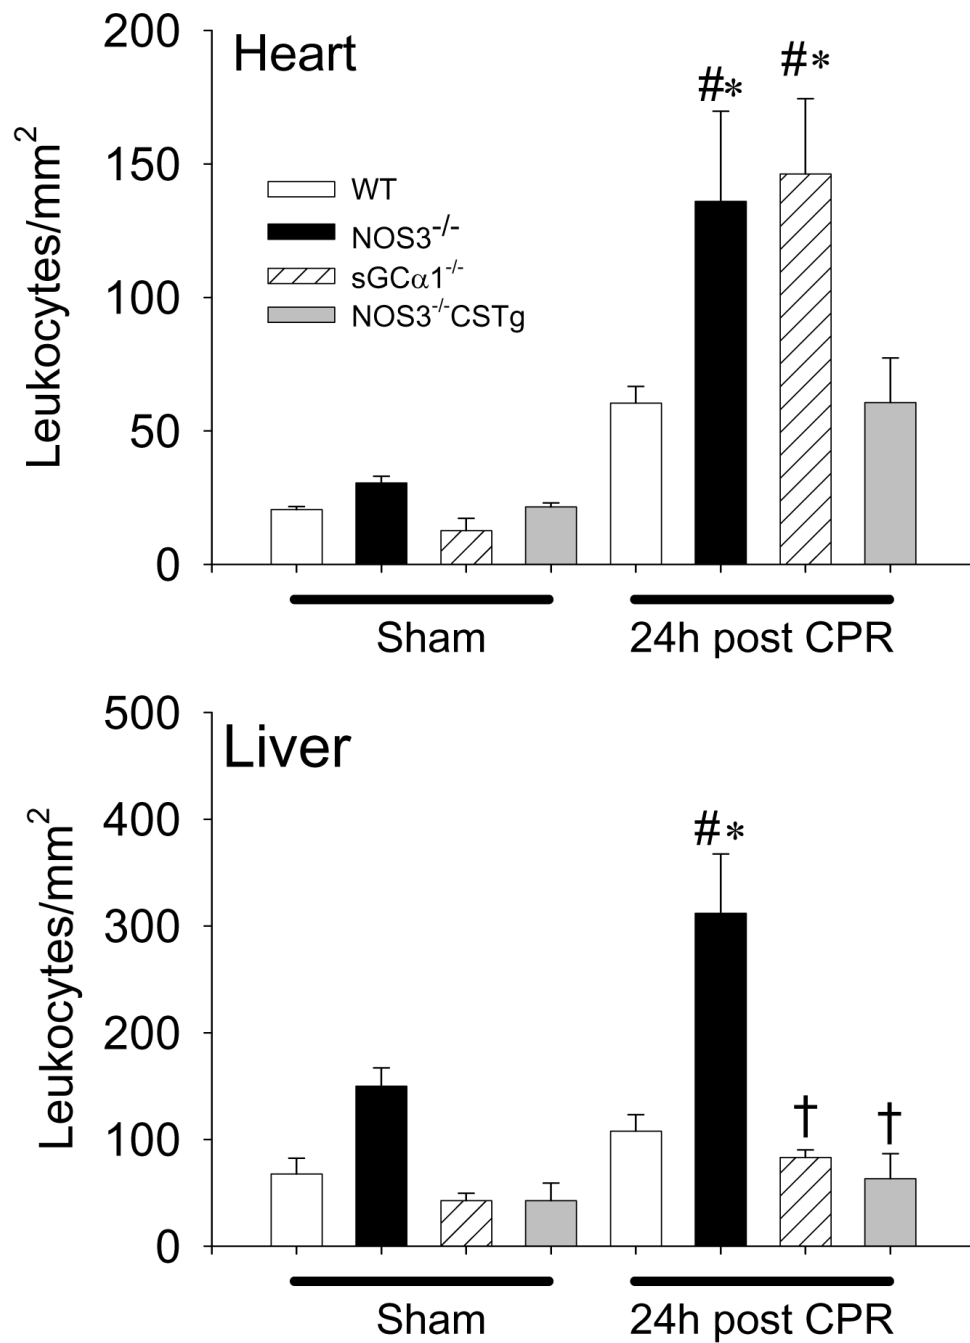 Heart
Leukocytes/mm²
200
150
100
50
0
WT
NOS3⁻/⁻
sGCα1⁻/⁻
NOS3⁻/⁻CSTg
#*
#*
Sham
24h post CPR
Liver
Leukocytes/mm²
500
400
300
200
100
0
#*
†
†
Sham
24h post CPR